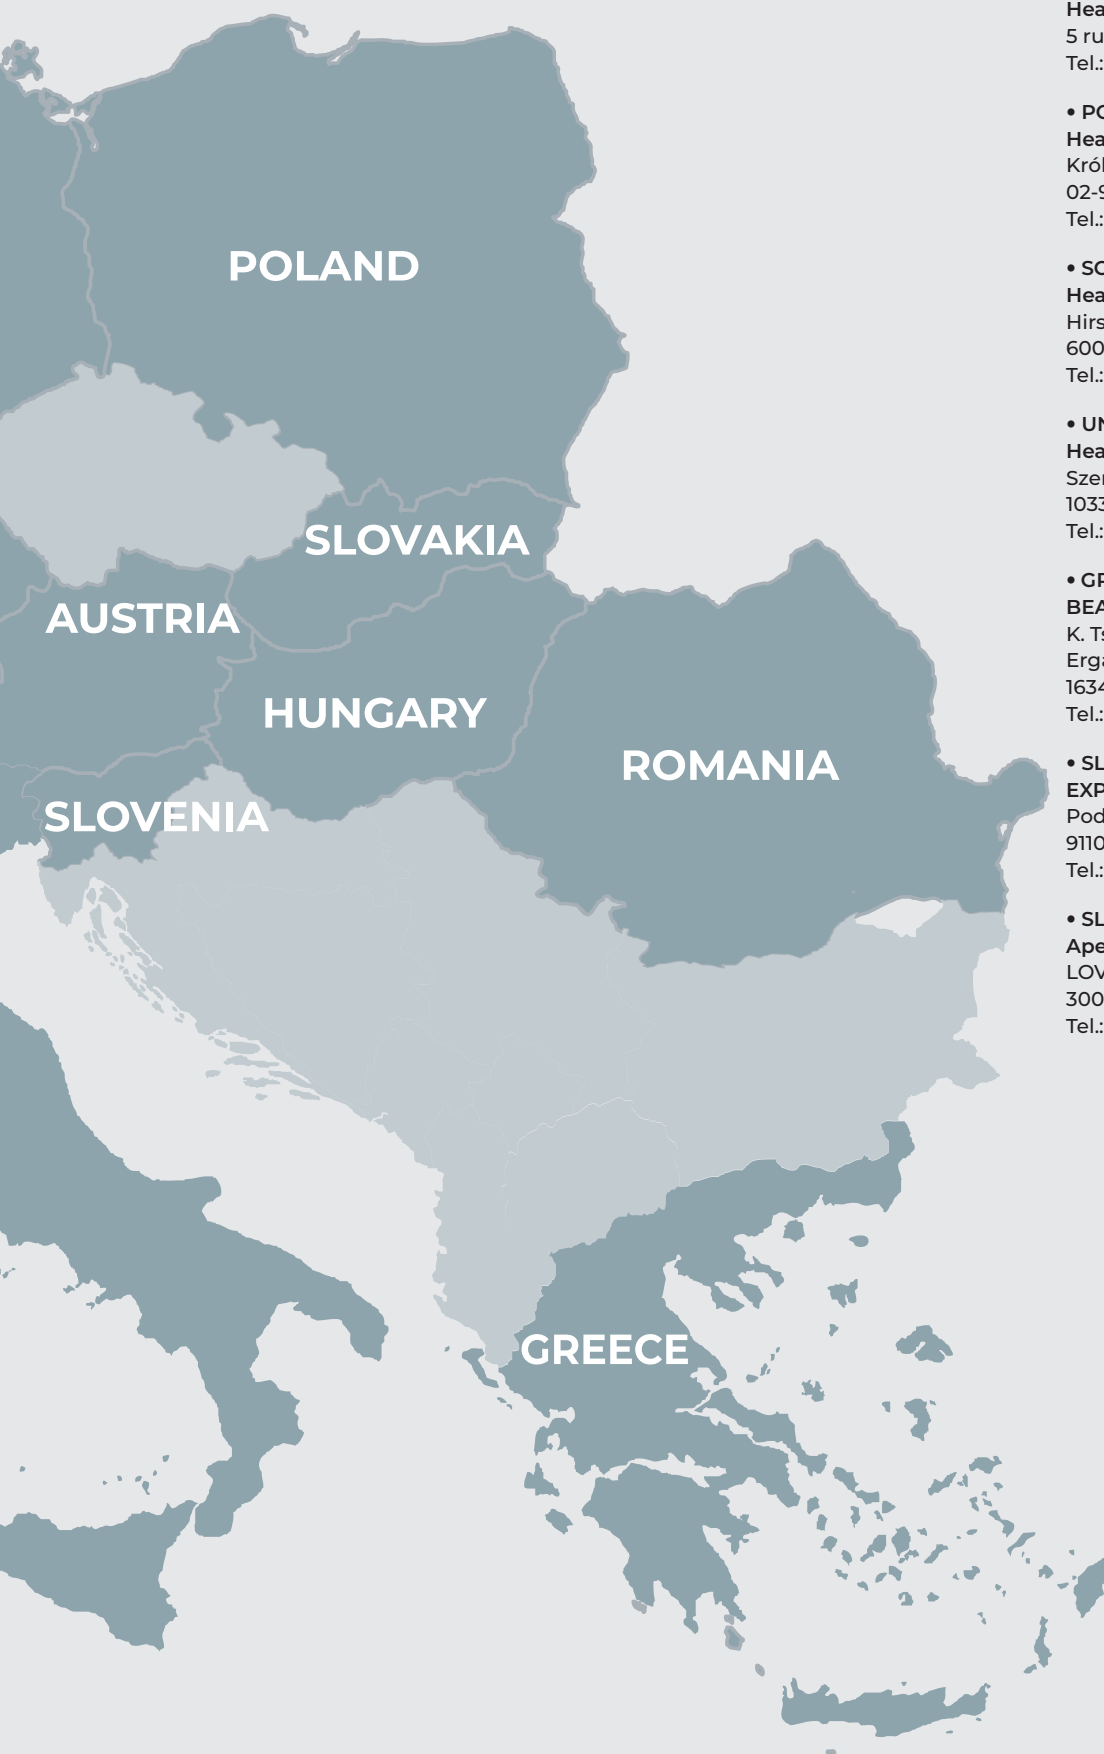 POLAND
SLOVAKIA
AUSTRIA
HUNGARY
ROMANIA
SLOVENIA
GREECE
5 ru
Tel.:
• PO
Hea
Król
02-9
Tel.:
• SC
Hea
Hirs
600
Tel.:
• UN
Hea
Szer
1033
Tel.:
• GR
BEA
K. Ts
Erga
1634
Tel.:
• SL
EXP
Pod
9110
Tel.:
• SL
Ape
LOV
300
Tel.: